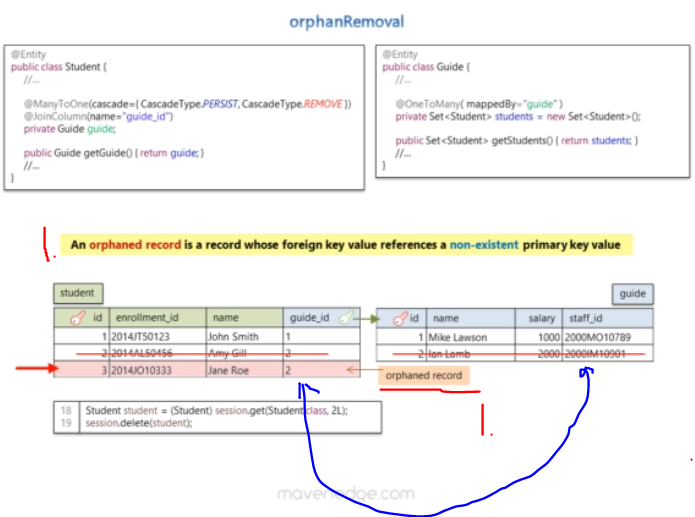 orphanRemoval
@Entity
public class Student {
//...
@ManyToOne(cascade={ CascadeType.PERSIST, CascadeType.REMOVE })
@JoinColumn(name="guide_id")
private Guide guide;
public Guide getGuide() { return guide; }
//...
}
@Entity
public class Guide {
//...
@OneToMany( mappedBy="guide" )
private Set<Student> students = new Set<Student>();
public Set<Student> getStudents() { return students; }
//...
}
1.
An orphaned record is a record whose foreign key value references a non-existent primary key value
student
id enrollment_id name guide_id
1 2014JT50123 John Smith 1
2 2014AL50456 Amy Gill 2
3 2014JO10333 Jane Roe 2
guide
id name salary staff_id
1 Mike Lawson 1000 2000MO10789
2 Ian Lamb 2000 2000IM10901
orphaned record
1.
18 Student student = (Student) session.get(Student.class, 2L);
19 session.delete(student);
mavenodge.com